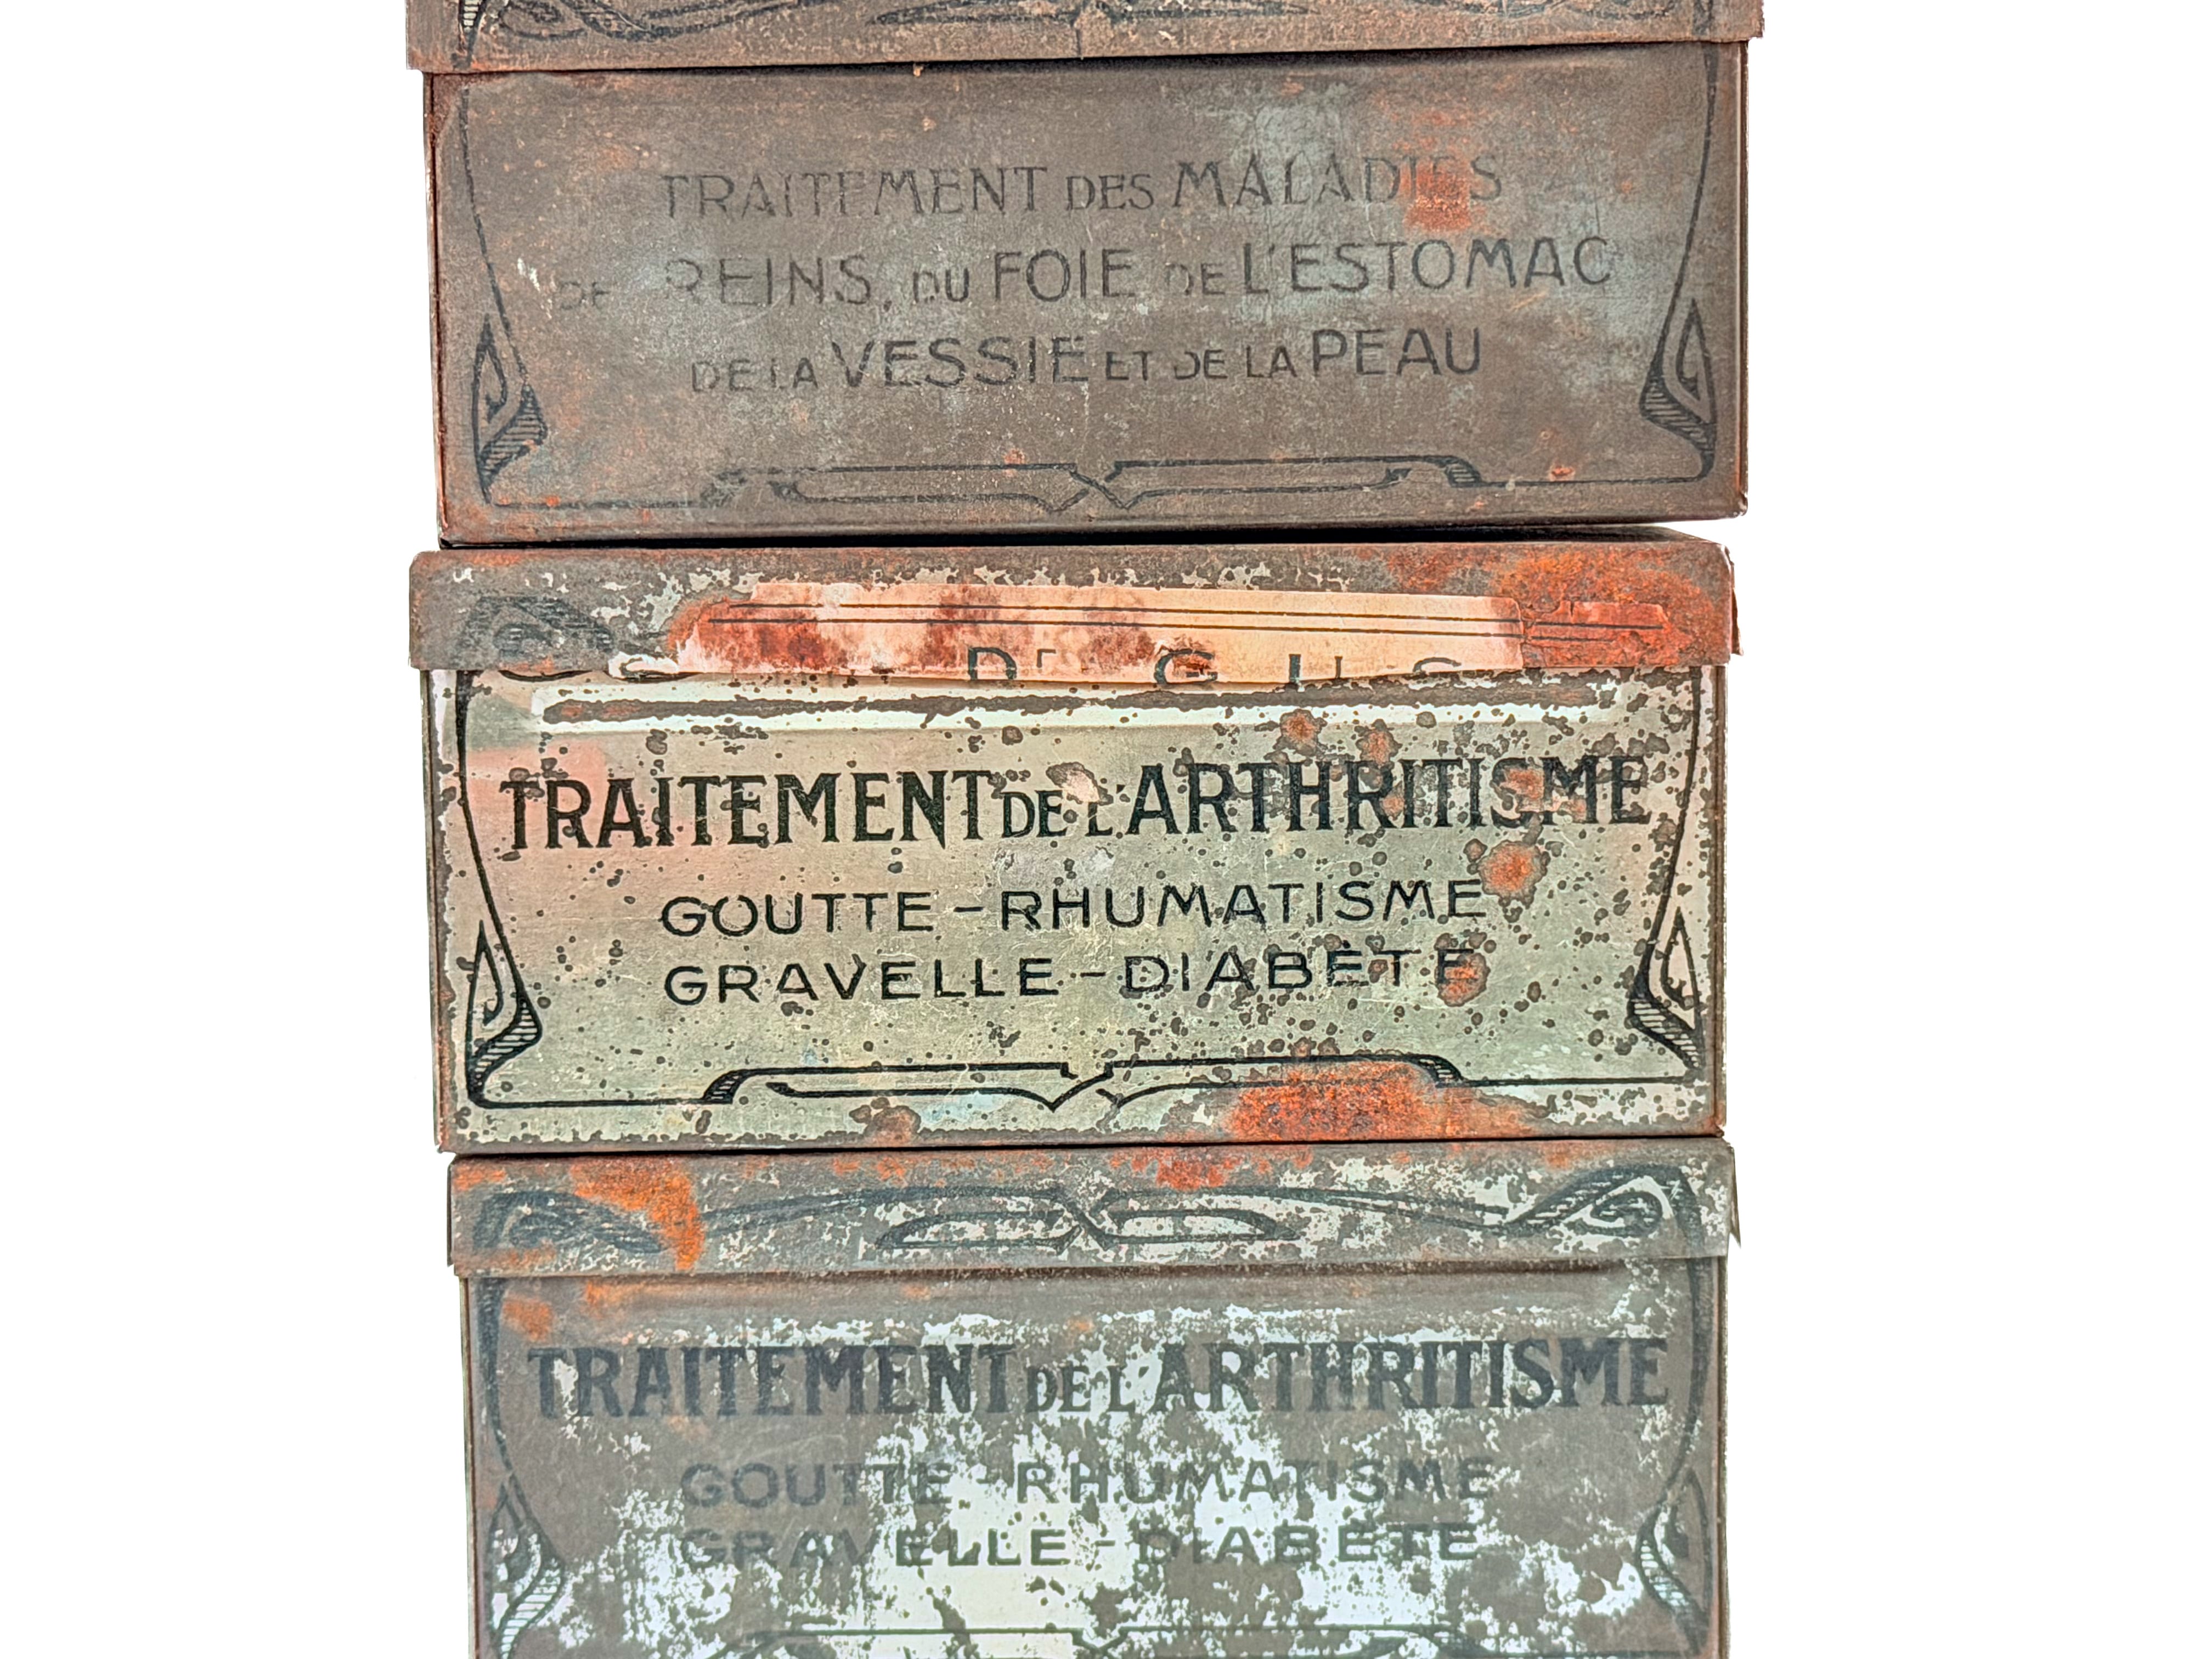 TRAITEMENT DES MALADIES
DE REINS, DU FOIE DE L'ESTOMAC
DE LA VESSIE ET DE LA PEAU
TRAITEMENT DE L'ARTHRITISME
GOUTTE - RHUMATISME
GRAVELLE - DIABÈTE
TRAITEMENT DE L'ARTHRITISME
GOUTTE - RHUMATISME
GRAVELLE - DIABÈTE